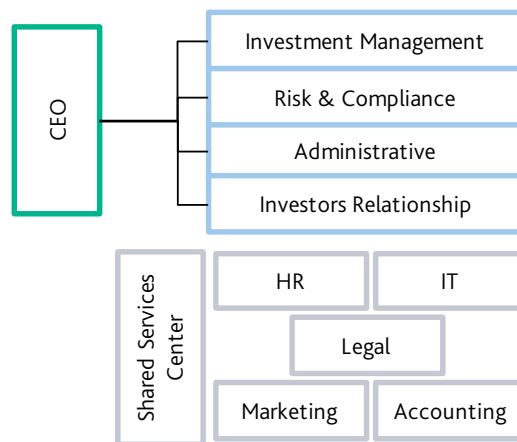 CEO
Investment Management
Risk & Compliance
Administrative
Investors Relationship
Shared Services
Center
HR
IT
Legal
Marketing
Accounting